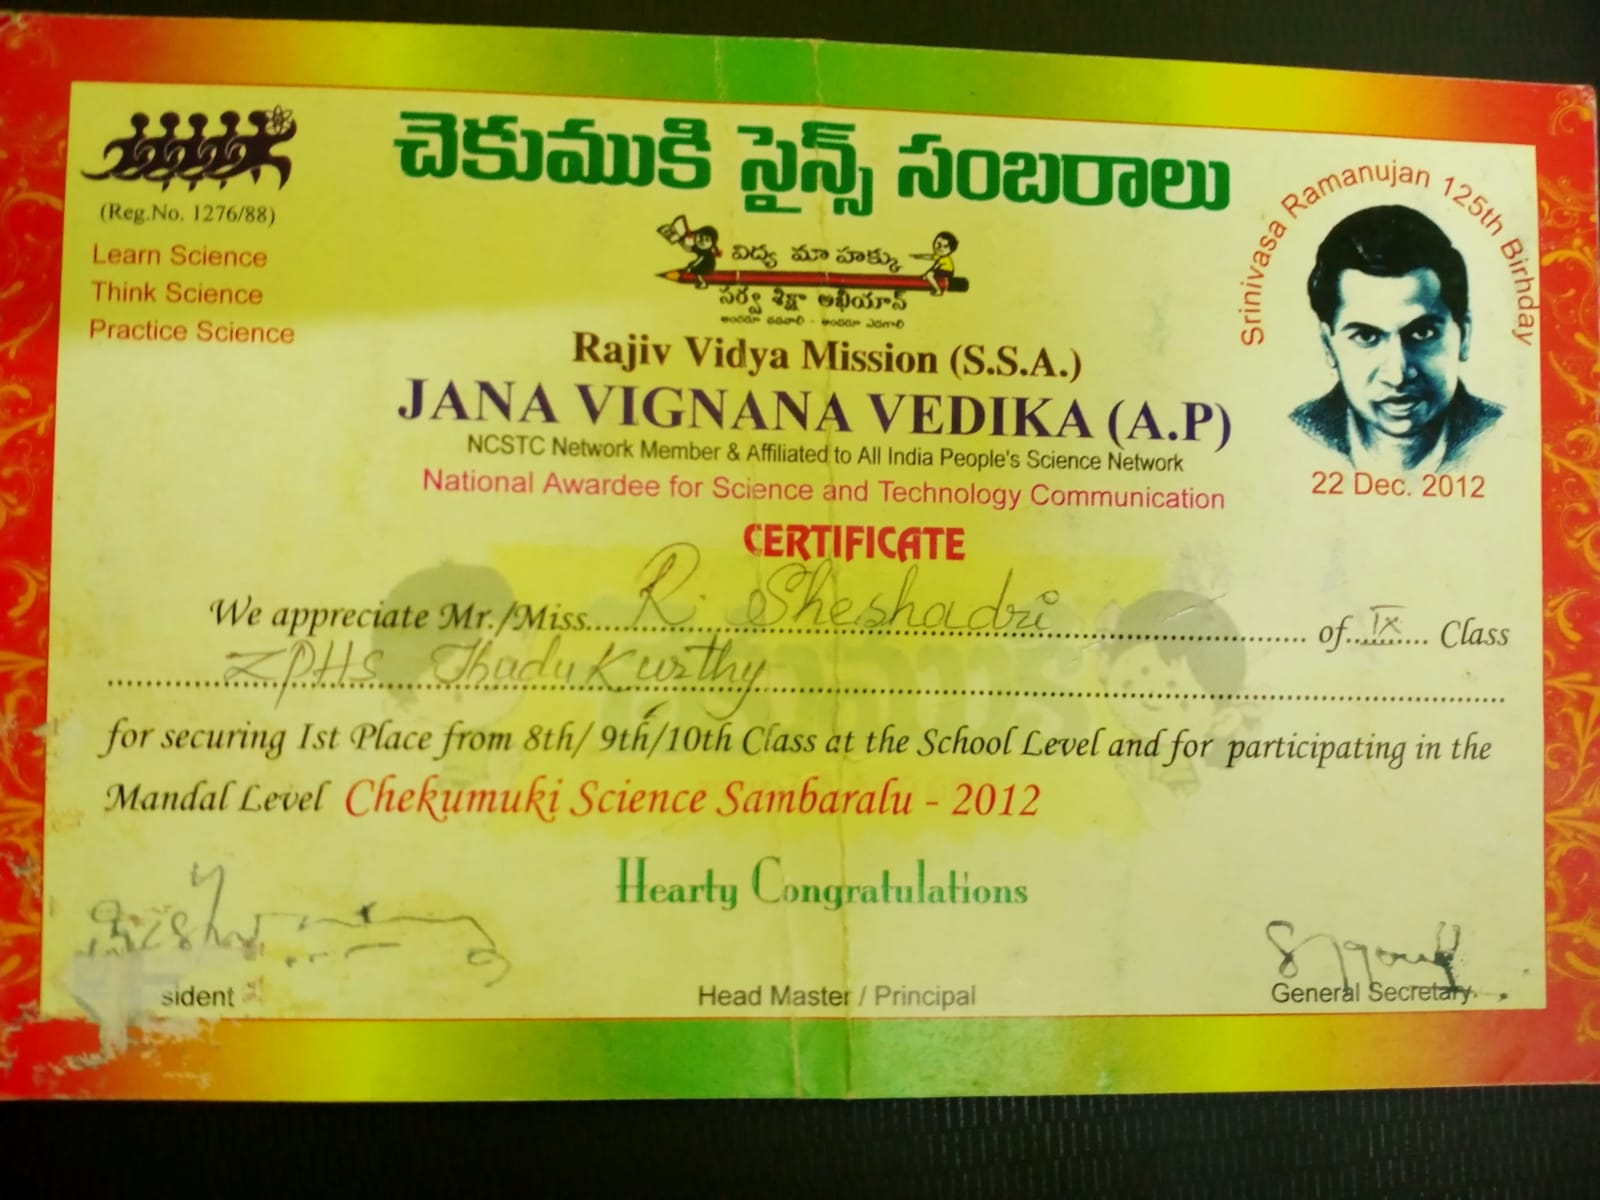 చెకుముకి సైన్స్ సంబరాలు
(Reg.No. 1276/88)
Learn Science
Think Science
Practice Science
విద్య మా హక్కు
సర్వ శిక్షా అభియాన్
అందరూ చదవాలి - అందరూ ఎదగాలి
Srinivasa Ramanujan 125th Birhday
22 Dec. 2012
Rajiv Vidya Mission (S.S.A.)
JANA VIGNANA VEDIKA (A.P)
NCSTC Network Member & Affiliated to All India People's Science Network
National Awardee for Science and Technology Communication
CERTIFICATE
We appreciate Mr./Miss. R. Sheshadri of IX Class
ZPHS Thadu Kurthy
for securing Ist Place from 8th/ 9th/10th Class at the School Level and for participating in the
Mandal Level Chekumuki Science Sambaralu - 2012
Hearty Congratulations
sident Head Master / Principal General Secretary